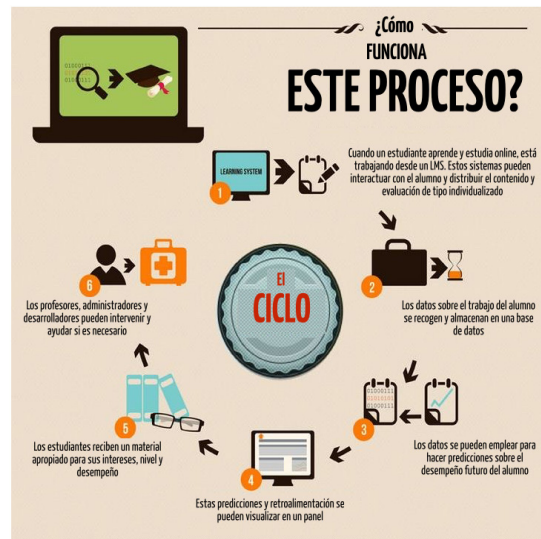 ¿Cómo
FUNCIONA
ESTE PROCESO?
01000111
01000111
LEARNING SYSTEM
1
Cuando un estudiante aprende y estudia online, está
trabajando desde un LMS. Estos sistemas pueden
interactuar con el alumno y distribuir el contenido y
evaluación de tipo individualizado
2
Los datos sobre el trabajo del alumno
se recogen y almacenan en una base
de datos
01000111
01010101
01000111
3
Los datos se pueden emplear para
hacer predicciones sobre el
desempeño futuro del alumno
4
Estas predicciones y retroalimentación se
pueden visualizar en un panel
5
Los estudiantes reciben un material
apropiado para sus intereses, nivel y
desempeño
6
Los profesores, administradores y
desarrolladores pueden intervenir y
ayudar si es necesario
El
CICLO